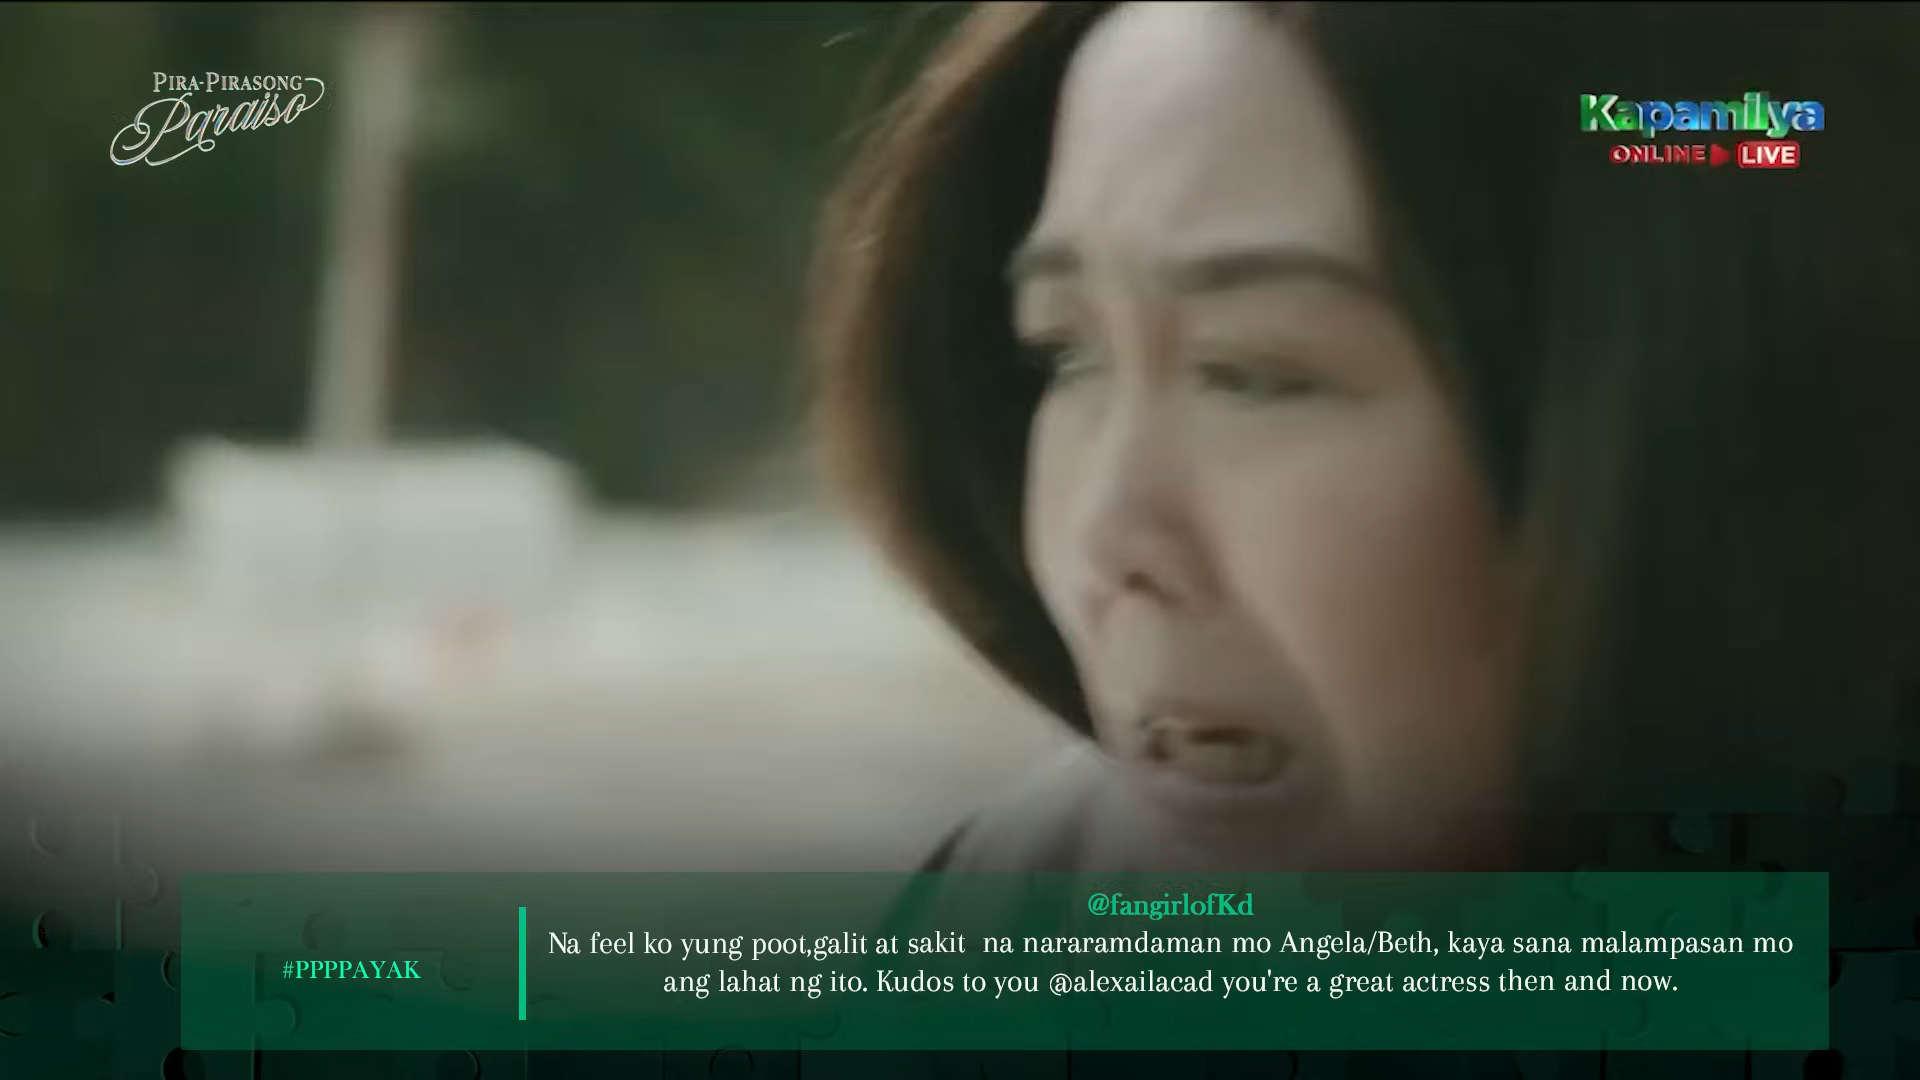 PIRA-PIRASONG
Paraiso
Kapamilya
ONLINE LIVE
#PPPPAYAK
@fangirlofKd
Na feel ko yung poot,galit at sakit na nararamdaman mo Angela/Beth, kaya sana malampasan mo
ang lahat ng ito. Kudos to you @alexailacad you're a great actress then and now.